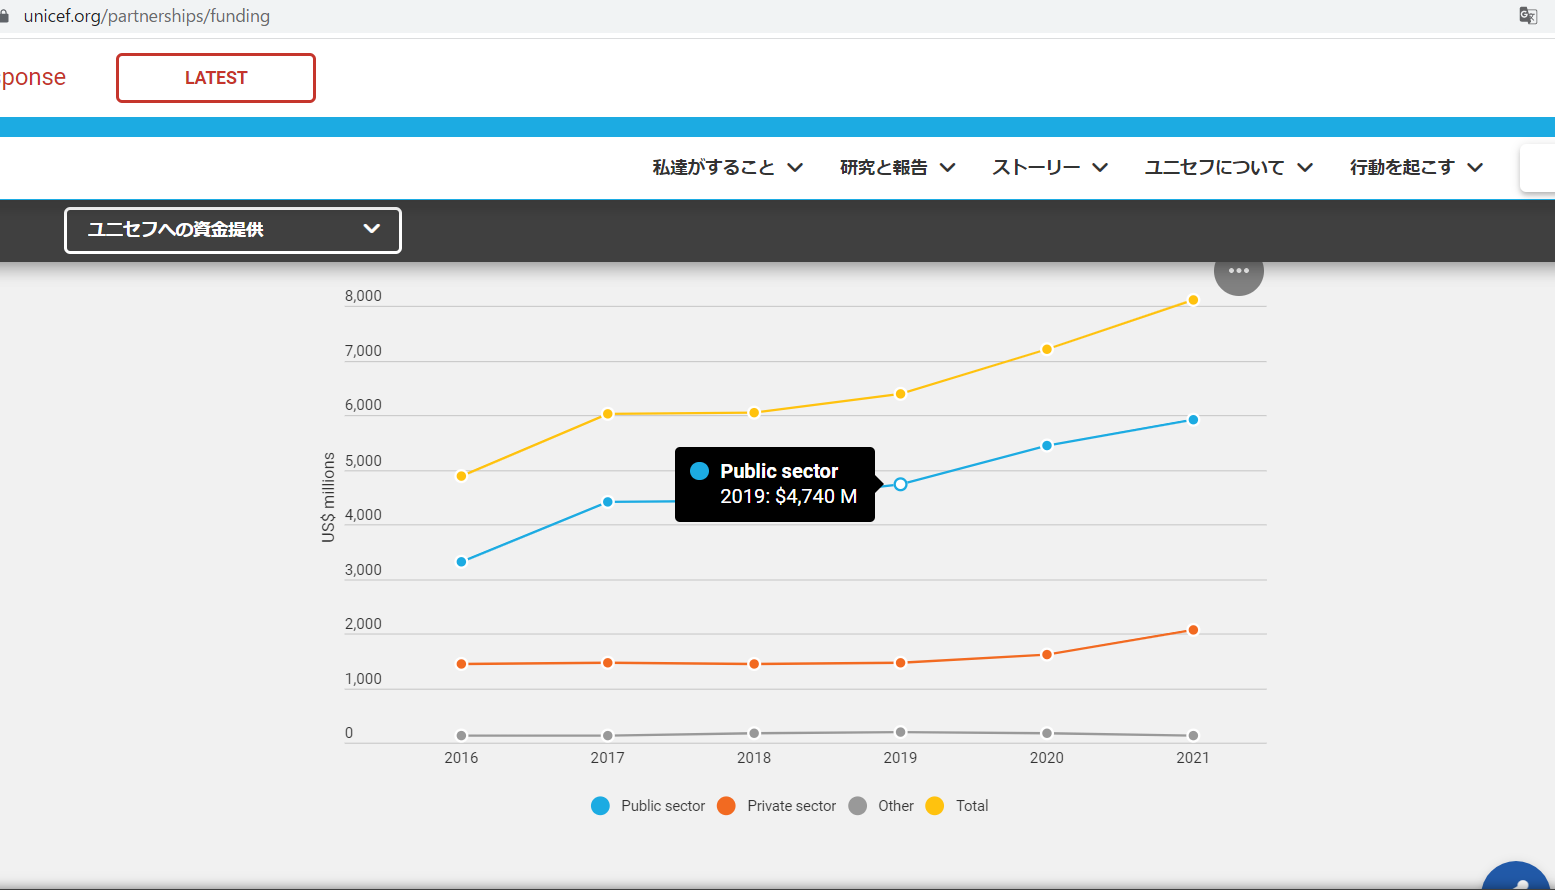 unicef.org/partnerships/funding
ponse
LATEST
私達がすること
研究と報告
ストーリー
ユニセフについて
行動を起こす
ユニセフへの資金提供
8,000
7,000
6,000
5,000
4,000
3,000
2,000
1,000
0
US$ millions
Public sector
2019: $4,740 M
2016
2017
2018
2019
2020
2021
Public sector
Private sector
Other
Total